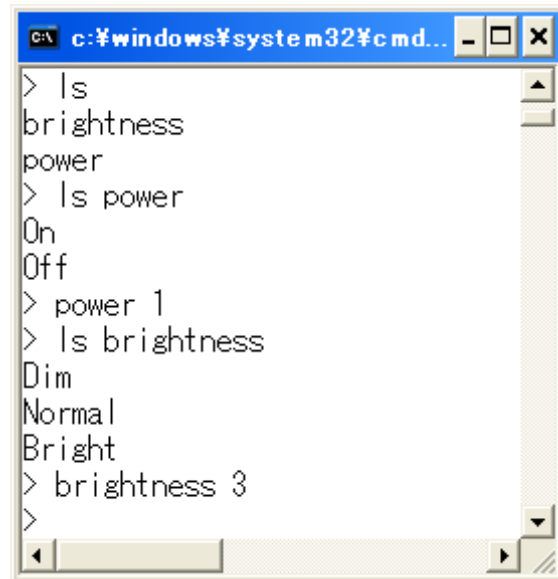 c:¥windows¥system32¥cmd...
> ls
brightness
power
> ls power
On
Off
> power 1
> ls brightness
Dim
Normal
Bright
> brightness 3
>